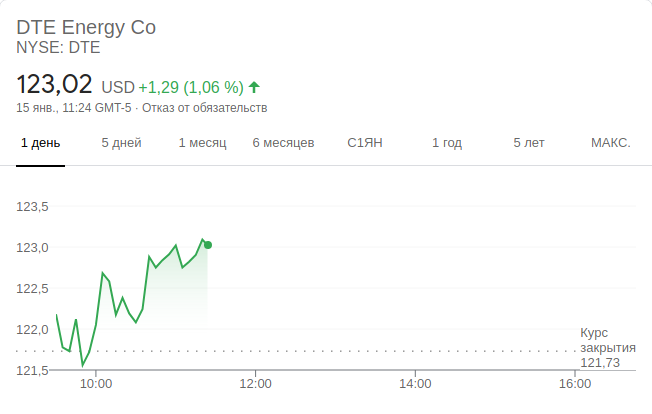 DTE Energy Co
NYSE: DTE
123,02 USD +1,29 (1,06 %)
15 янв., 11:24 GMT-5 · Отказ от обязательств
1 день 5 дней 1 месяц 6 месяцев С1ЯН 1 год 5 лет МАКС.
123,5
123,0
122,5
122,0
Курс
закрытия
121,73
121,5
10:00 12:00 14:00 16:00